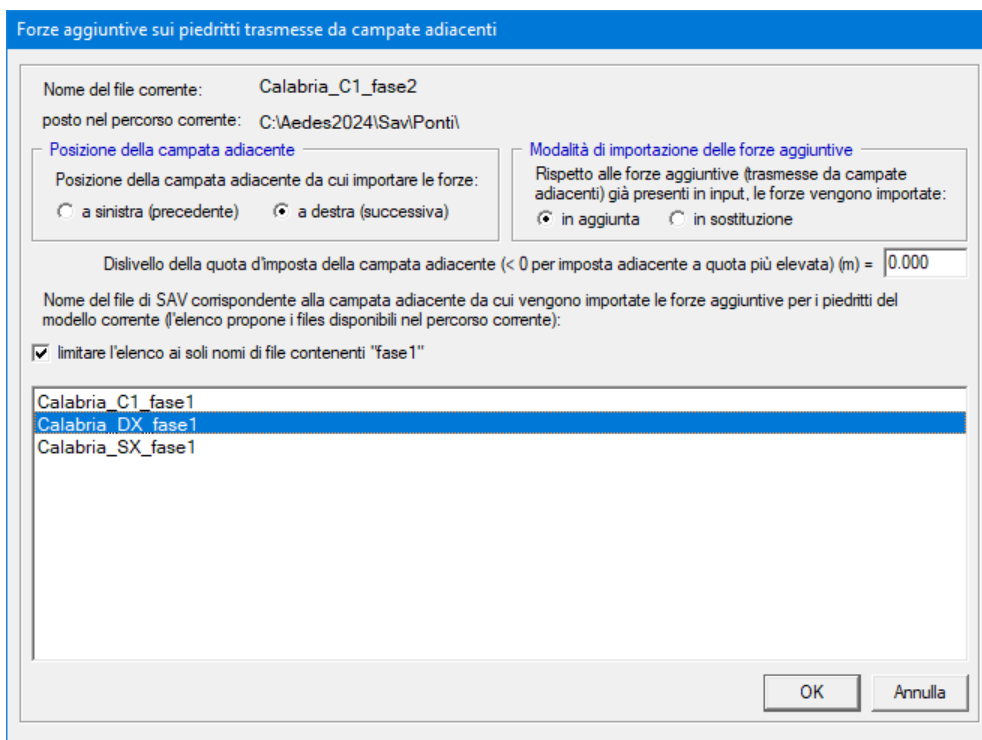 Forze aggiuntive sui piedritti trasmesse da campate adiacenti
Nome del file corrente: Calabria_C1_fase2
posto nel percorso corrente: C:\Aedes2024\Sav\Ponti\
Posizione della campata adiacente
Posizione della campata adiacente da cui importare le forze:
a sinistra (precedente) a destra (successiva)
Modalità di importazione delle forze aggiuntive
Rispetto alle forze aggiuntive (trasmesse da campate
adiacenti) già presenti in input, le forze vengono importate:
in aggiunta in sostituzione
Dislivello della quota d'imposta della campata adiacente (< 0 per imposta adiacente a quota più elevata) (m) = 0.000
Nome del file di SAV corrispondente alla campata adiacente da cui vengono importate le forze aggiuntive per i piedritti del
modello corrente (l'elenco propone i files disponibili nel percorso corrente):
limitare l'elenco ai soli nomi di file contenenti "fase1"
Calabria_C1_fase1
Calabria_DX_fase1
Calabria_SX_fase1
OK Annulla